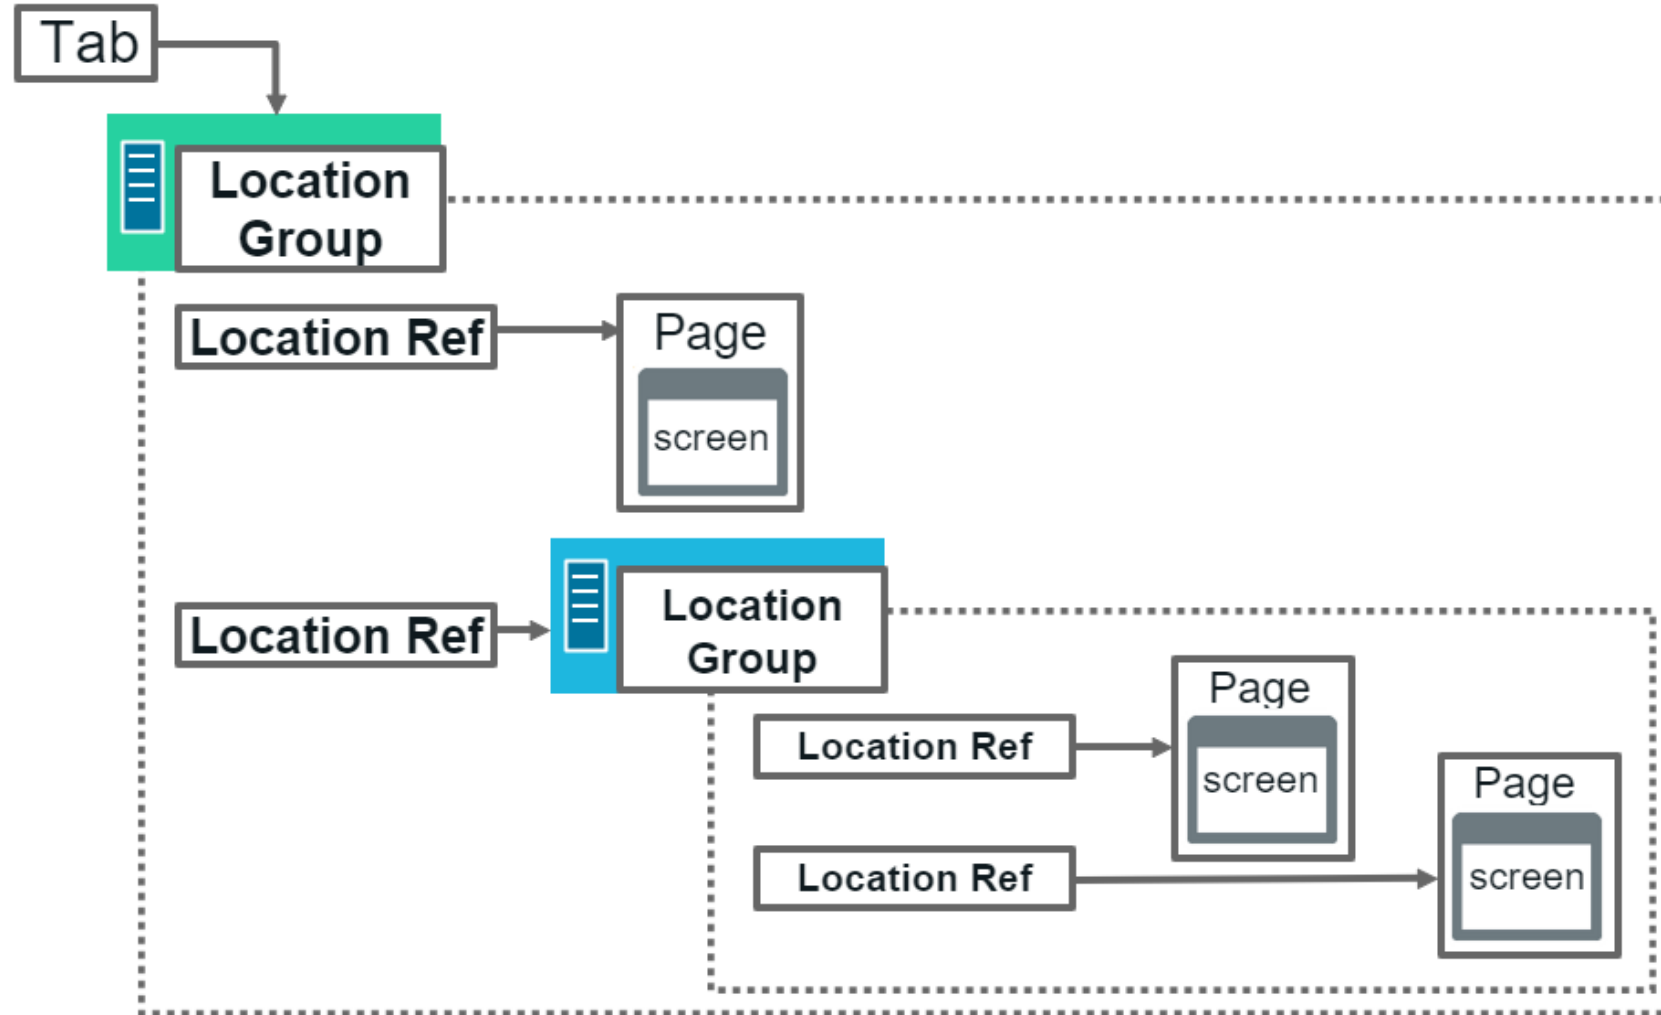 Tab
Location
Group
Location Ref
Page
screen
Location Ref
Location
Group
Location Ref
Page
screen
Location Ref
Page
screen